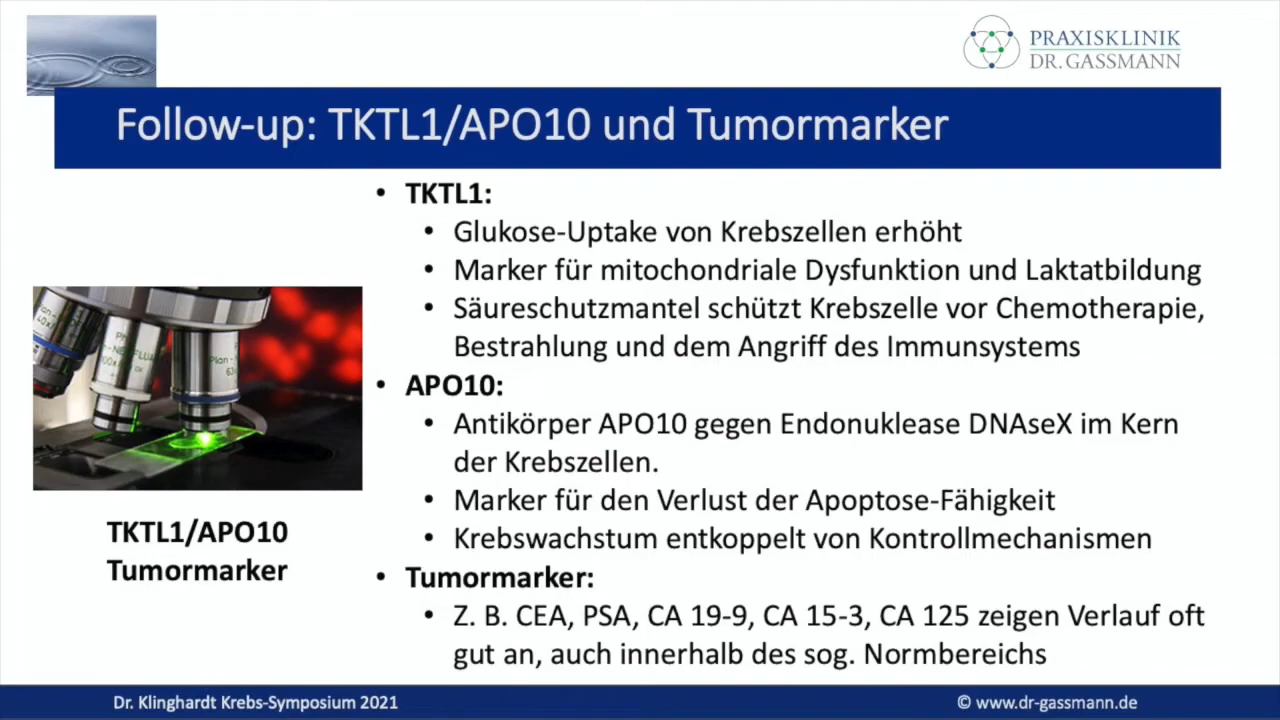 PRAXISKLINIK
DR. GASSMANN
Follow-up: TKTL1/APO10 und Tumormarker
• TKTL1:
• Glukose-Uptake von Krebszellen erhöht
• Marker für mitochondriale Dysfunktion und Laktatbildung
• Säureschutzmantel schützt Krebszelle vor Chemotherapie,
Bestrahlung und dem Angriff des Immunsystems
• APO10:
• Antikörper APO10 gegen Endonuklease DNAseX im Kern
der Krebszellen.
• Marker für den Verlust der Apoptose-Fähigkeit
• Krebswachstum entkoppelt von Kontrollmechanismen
• Tumormarker:
• Z. B. CEA, PSA, CA 19-9, CA 15-3, CA 125 zeigen Verlauf oft
gut an, auch innerhalb des sog. Normbereichs
TKTL1/APO10
Tumormarker
Dr. Klinghardt Krebs-Symposium 2021
© www.dr-gassmann.de